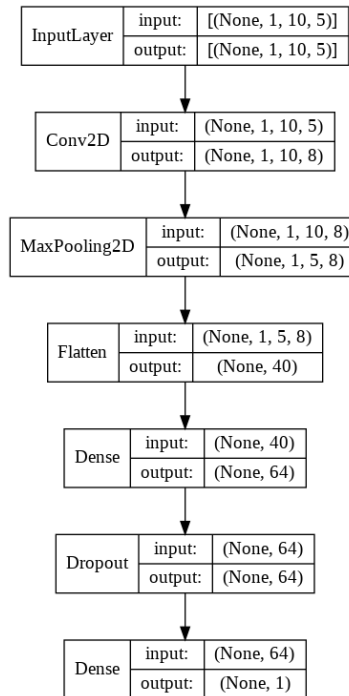 InputLayer
input: [(None, 1, 10, 5)]
output: [(None, 1, 10, 5)]
Conv2D
input: (None, 1, 10, 5)
output: (None, 1, 10, 8)
MaxPooling2D
input: (None, 1, 10, 8)
output: (None, 1, 5, 8)
Flatten
input: (None, 1, 5, 8)
output: (None, 40)
Dense
input: (None, 40)
output: (None, 64)
Dropout
input: (None, 64)
output: (None, 64)
Dense
input: (None, 64)
output: (None, 1)